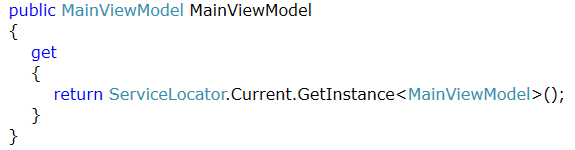 public MainViewModel MainViewModel
{
get
{
return ServiceLocator.Current.GetInstance<MainViewModel>();
}
}